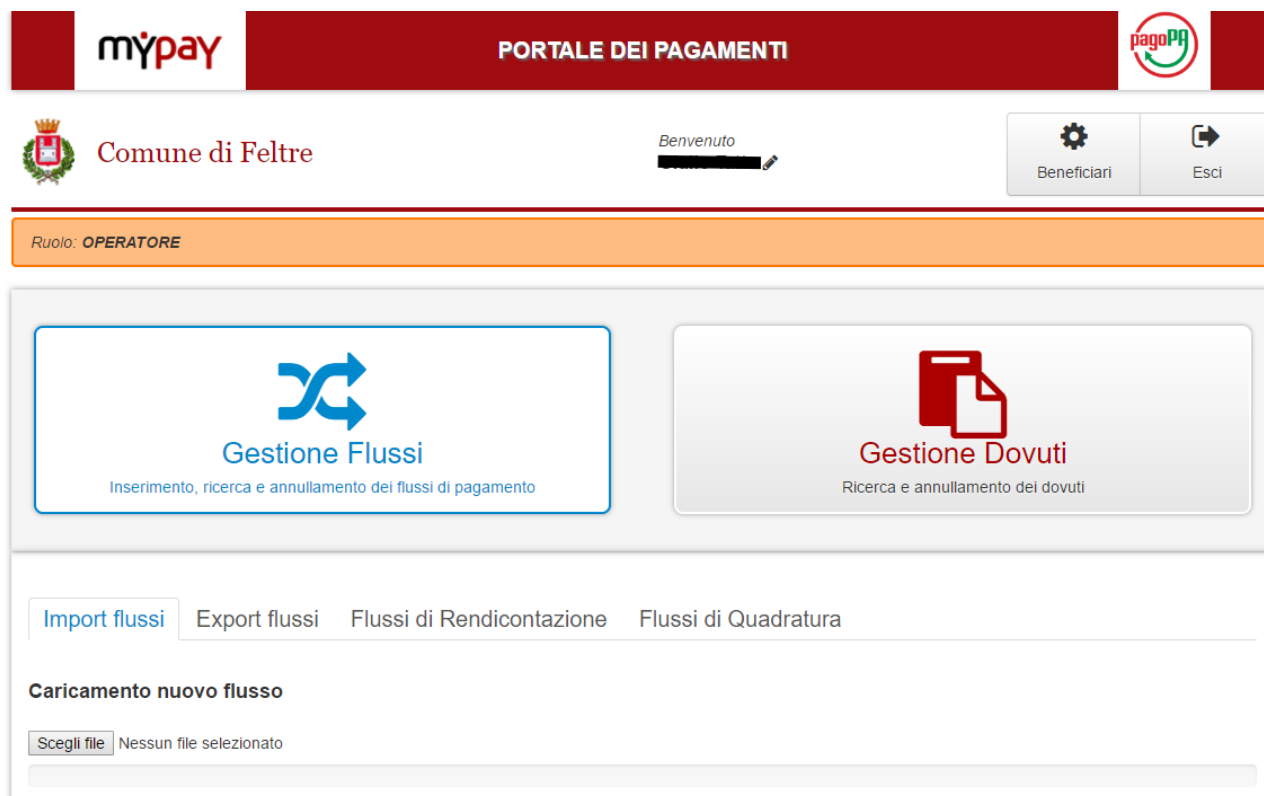 mypay
PORTALE DEI PAGAMENTI
pagoPA
Comune di Feltre
Benvenuto
Beneficiari
Esci
Ruolo: OPERATORE
Gestione Flussi
Inserimento, ricerca e annullamento dei flussi di pagamento
Gestione Dovuti
Ricerca e annullamento dei dovuti
Import flussi Export flussi Flussi di Rendicontazione Flussi di Quadratura
Caricamento nuovo flusso
Scegli file Nessun file selezionato